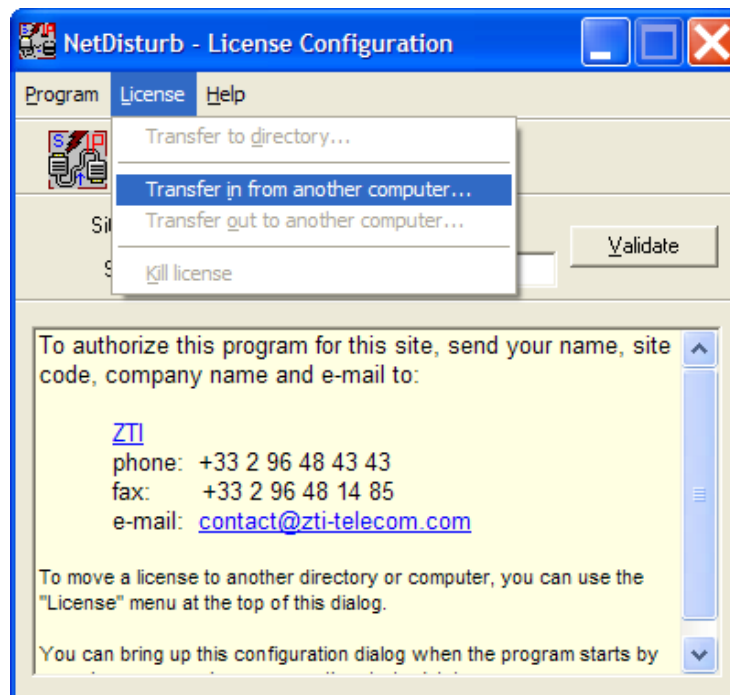 NetDisturb - License Configuration
Program License Help
Transfer to directory...
Transfer in from another computer...
Transfer out to another computer...
Kill license
Validate
To authorize this program for this site, send your name, site
code, company name and e-mail to:
ZTI
phone: +33 2 96 48 43 43
fax: +33 2 96 48 14 85
e-mail: contact@zti-telecom.com
To move a license to another directory or computer, you can use the
"License" menu at the top of this dialog.
You can bring up this configuration dialog when the program starts by